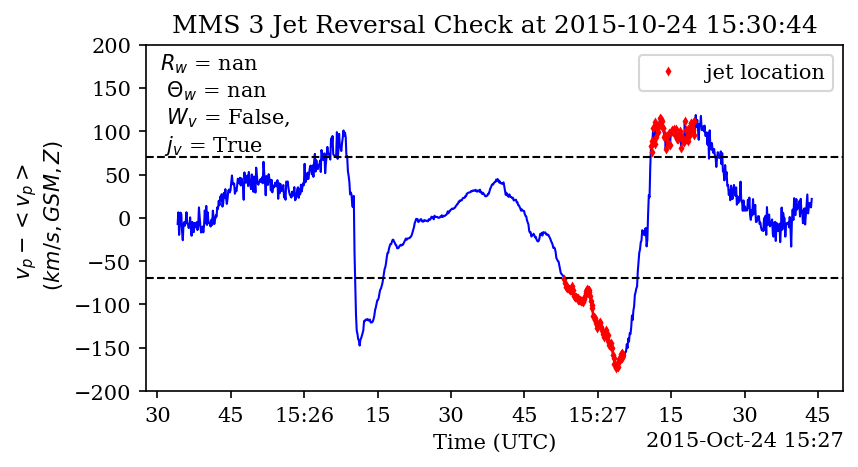 MMS 3 Jet Reversal Check at 2015-10-24 15:30:44
200
150
100
50
0
−50
−100
−150
−200
v_p − < v_p >
(km/s, GSM, Z)
R_w = nan
Θ_w = nan
W_v = False,
j_v = True
jet location
30 45 15:26 15 30 45 15:27 15 30 45
Time (UTC)
2015-Oct-24 15:27